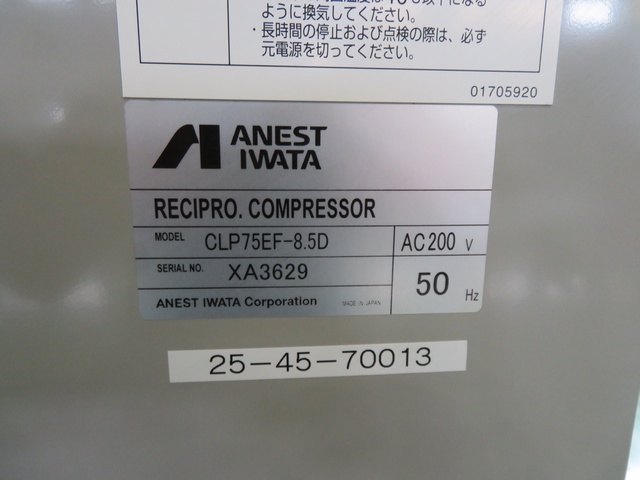 ように換気してください。
・長時間の停止および点検の際は、必ず
元電源を切ってください。
01705920
ANEST
IWATA
RECIPRO. COMPRESSOR
MODEL CLP75EF-8.5D AC200 V
SERIAL NO. XA3629
50 Hz
ANEST IWATA Corporation MADE IN JAPAN
25-45-70013